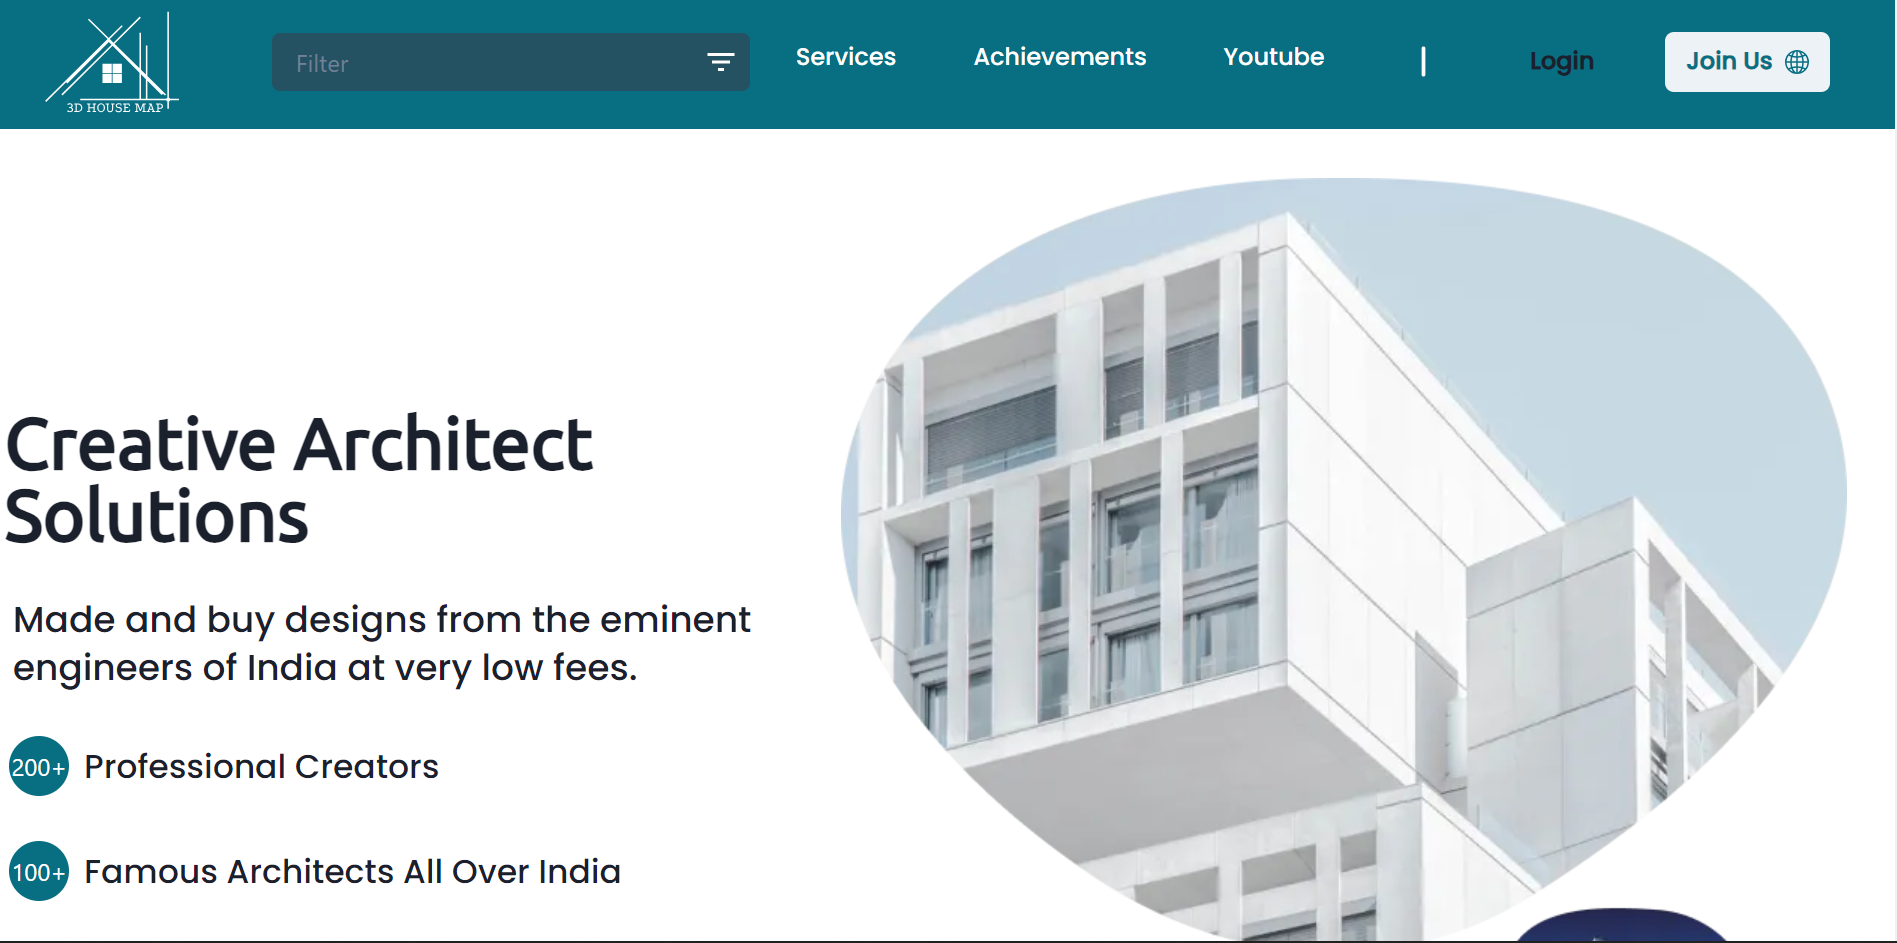 3D HOUSE MAP
Filter
Services
Achievements
Youtube
Login
Join Us
Creative Architect
Solutions
Made and buy designs from the eminent
engineers of India at very low fees.
200+ Professional Creators
100+ Famous Architects All Over India